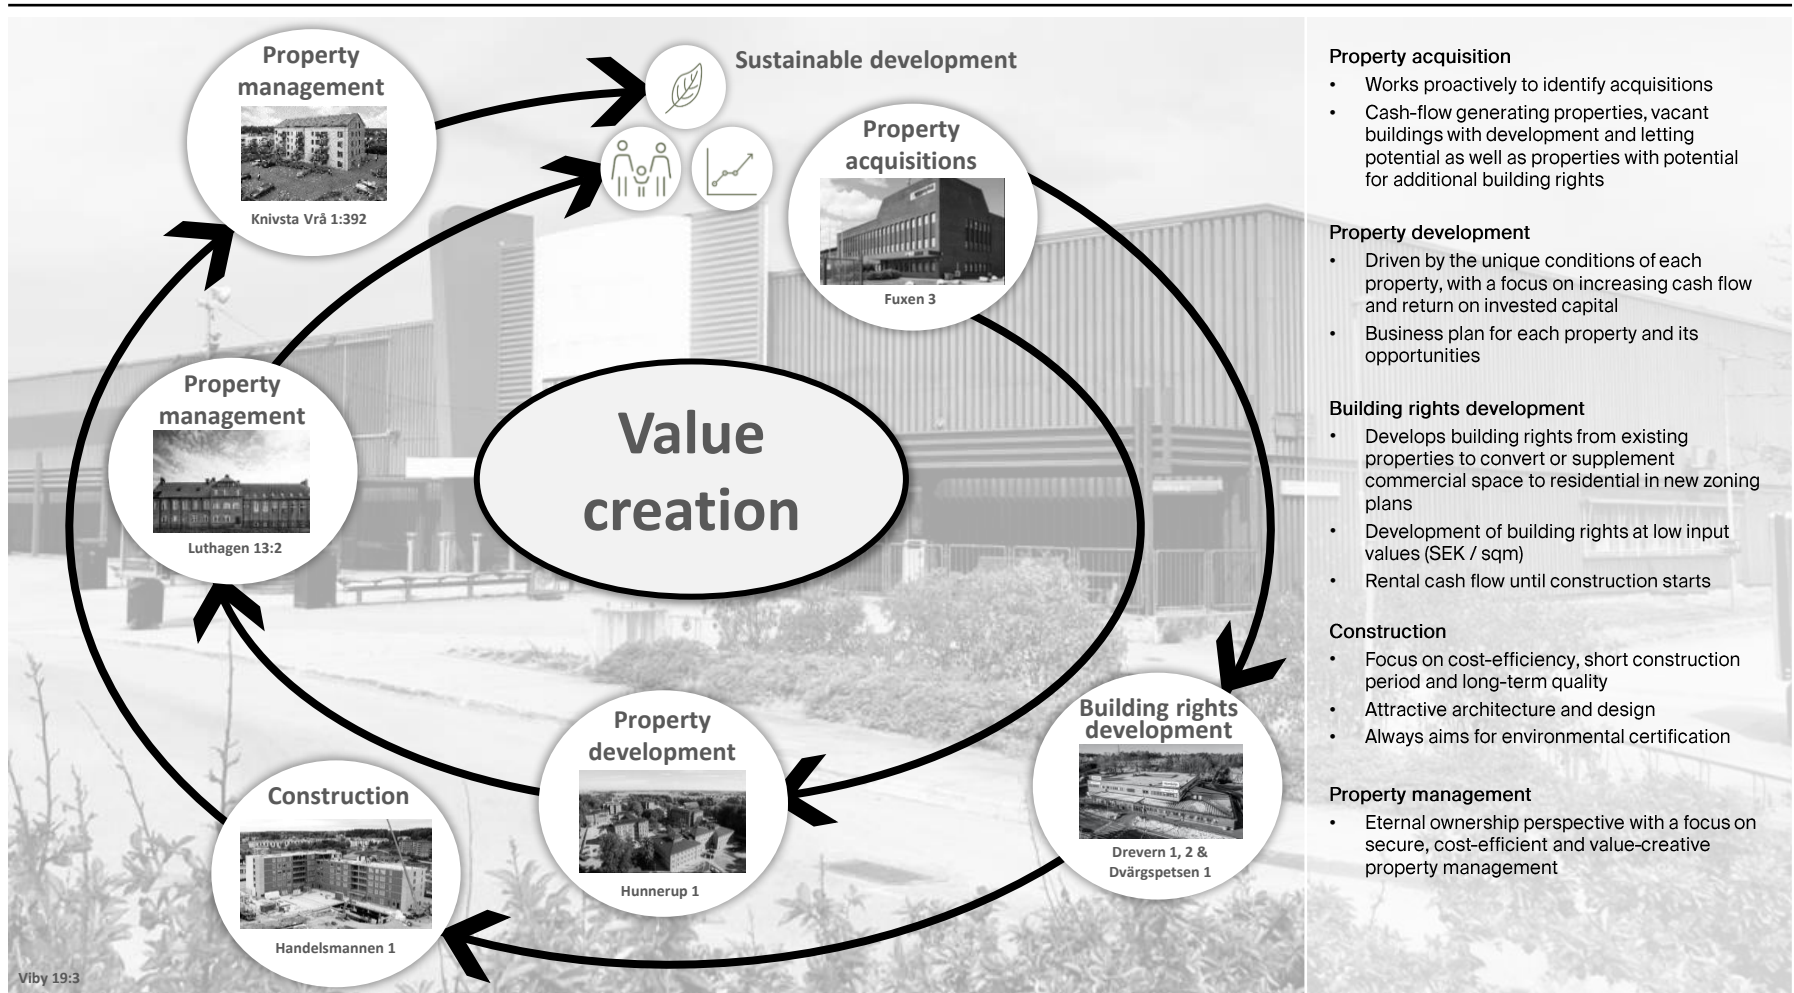 Property
management
Knivsta Vrå 1:392
Sustainable development
Property
acquisitions
Fuxen 3
Property
management
Luthagen 13:2
Value
creation
Property
development
Hunnerup 1
Building rights
development
Drevern 1, 2 &
Dvärgspetsen 1
Construction
Handelsmannen 1
Viby 19:3
Property acquisition
• Works proactively to identify acquisitions
• Cash-flow generating properties, vacant
buildings with development and letting
potential as well as properties with potential
for additional building rights
Property development
• Driven by the unique conditions of each
property, with a focus on increasing cash flow
and return on invested capital
• Business plan for each property and its
opportunities
Building rights development
• Develops building rights from existing
properties to convert or supplement
commercial space to residential in new zoning
plans
• Development of building rights at low input
values (SEK / sqm)
• Rental cash flow until construction starts
Construction
• Focus on cost-efficiency, short construction
period and long-term quality
• Attractive architecture and design
• Always aims for environmental certification
Property management
• Eternal ownership perspective with a focus on
secure, cost-efficient and value-creative
property management